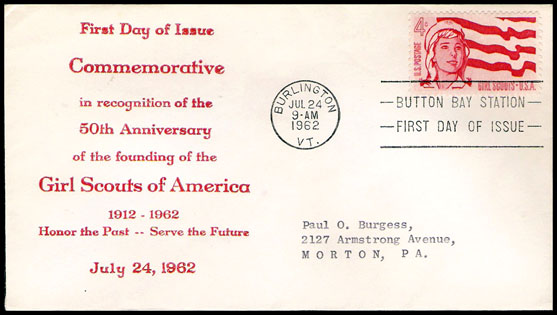 First Day of Issue
Commemorative
in recognition of the
50th Anniversary
of the founding of the
Girl Scouts of America
1912 - 1962
Honor the Past -- Serve the Future
July 24, 1962
BURLINGTON
JUL 24
9-AM
1962
VT.
4¢
U.S. POSTAGE
GIRL SCOUTS • U.S.A.
BUTTON BAY STATION
FIRST DAY OF ISSUE
Paul O. Burgess,
2127 Armstrong Avenue,
MORTON, PA.